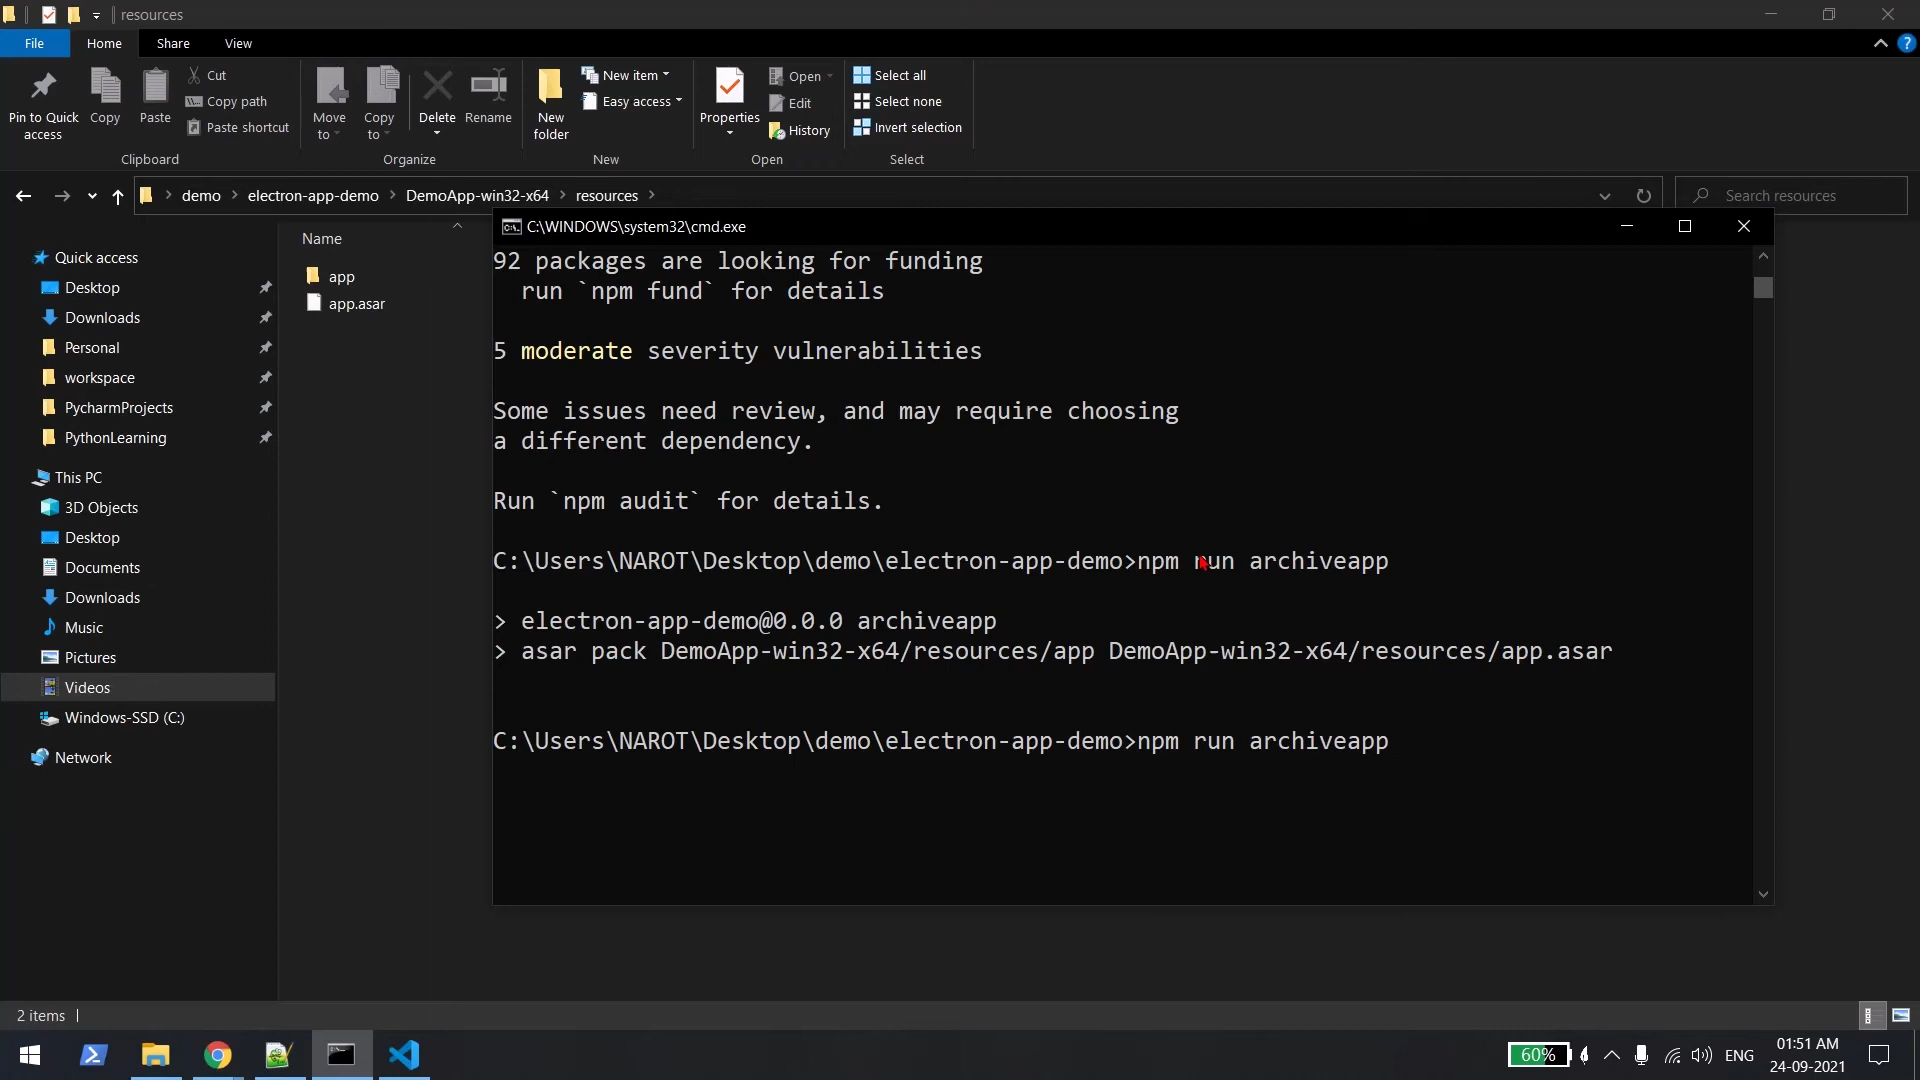 resources
File
Home
Share
View
Pin to Quick
access
Copy
Paste
Cut
Copy path
Paste shortcut
Clipboard
Move
to
Copy
to
Delete
Rename
Organize
New
folder
New item
Easy access
New
Properties
Open
Edit
History
Open
Select all
Select none
Invert selection
Select
demo
electron-app-demo
DemoApp-win32-x64
resources
Search resources
Quick access
Desktop
Downloads
Personal
workspace
PycharmProjects
PythonLearning
This PC
3D Objects
Desktop
Documents
Downloads
Music
Pictures
Videos
Windows-SSD (C:)
Network
Name
app
app.asar
C:\WINDOWS\system32\cmd.exe
92 packages are looking for funding
run `npm fund` for details
5 moderate severity vulnerabilities
Some issues need review, and may require choosing
a different dependency.
Run `npm audit` for details.
C:\Users\NAROT\Desktop\demo\electron-app-demo>npm run archiveapp
> electron-app-demo@0.0.0 archiveapp
> asar pack DemoApp-win32-x64/resources/app DemoApp-win32-x64/resources/app.asar
C:\Users\NAROT\Desktop\demo\electron-app-demo>npm run archiveapp
2 items
60%
ENG
01:51 AM
24-09-2021